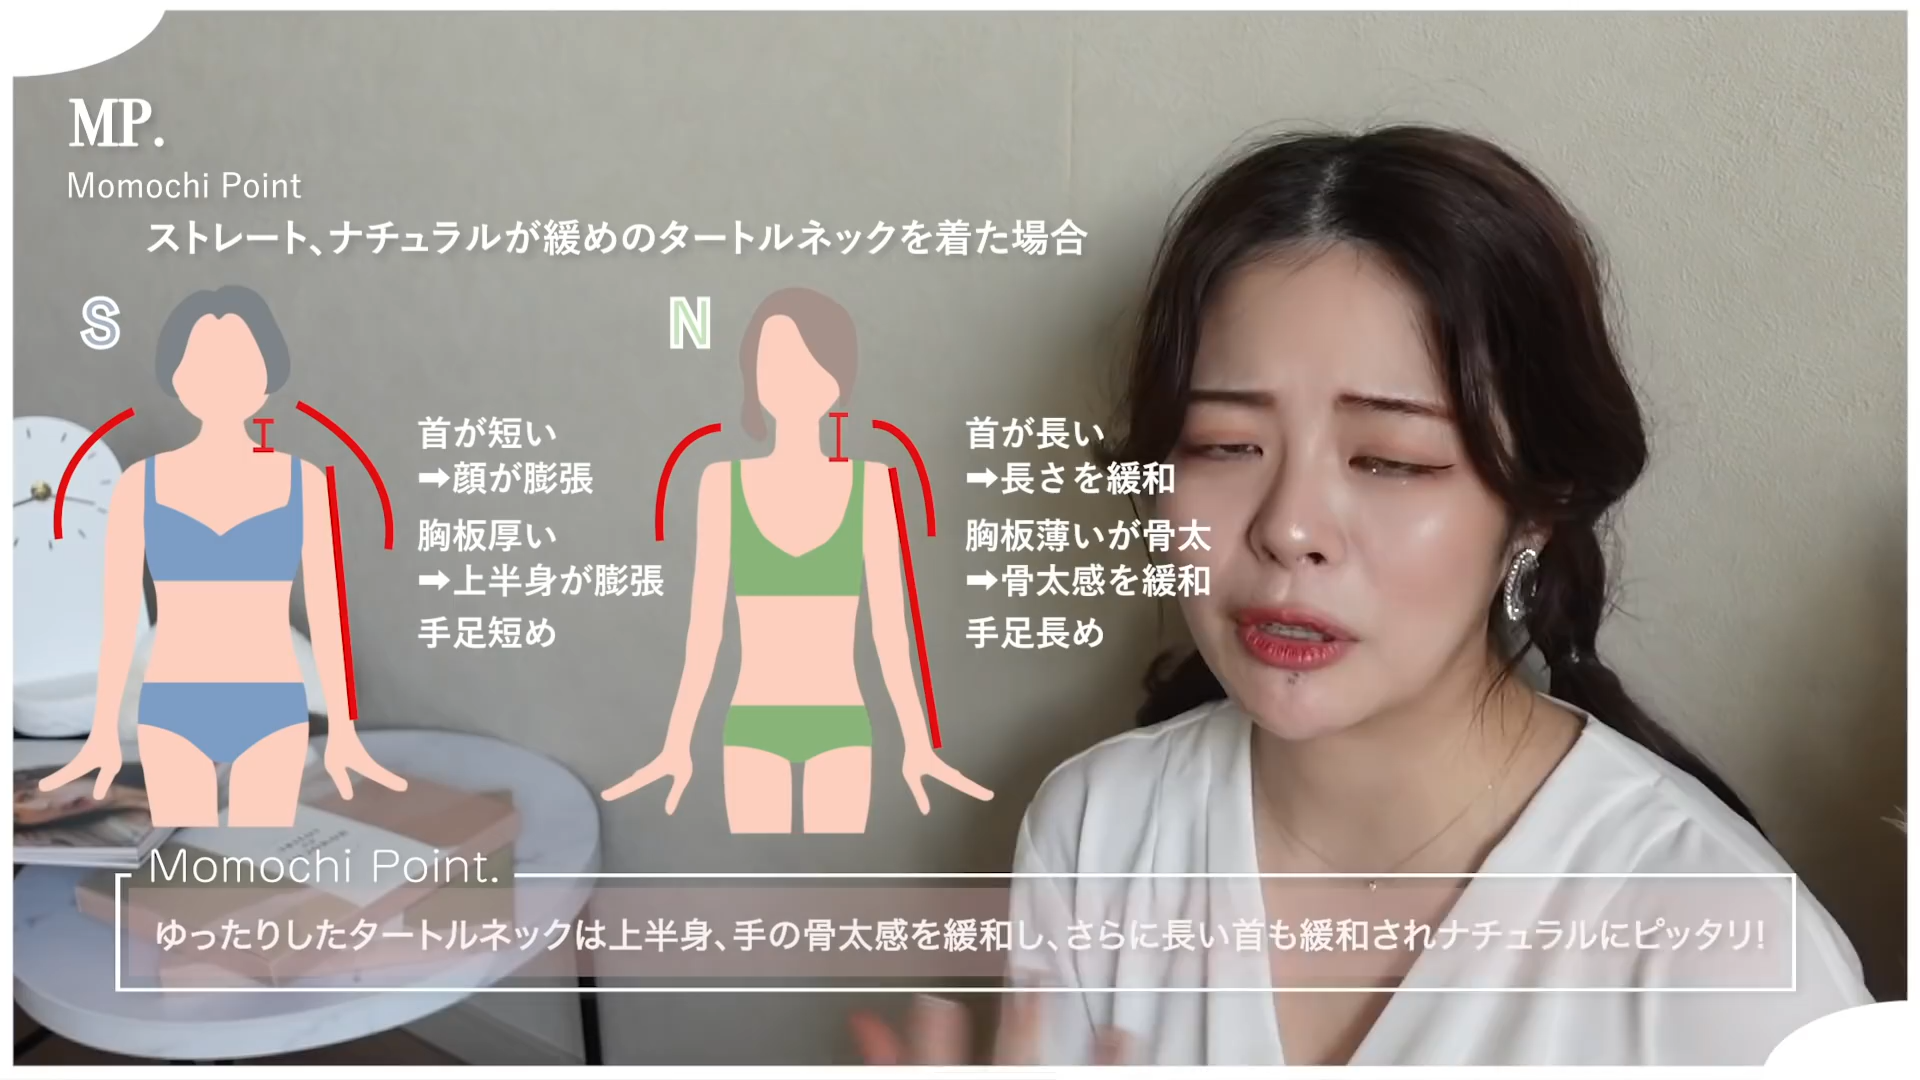 MP.
Momochi Point
ストレート、ナチュラルが緩めのタートルネックを着た場合
S
N
首が短い
➡顔が膨張
胸板厚い
➡上半身が膨張
手足短め
首が長い
➡長さを緩和
胸板薄いが骨太
➡骨太感を緩和
手足長め
Momochi Point.
ゆったりしたタートルネックは上半身、手の骨太感を緩和し、さらに長い首も緩和されナチュラルにピッタリ!